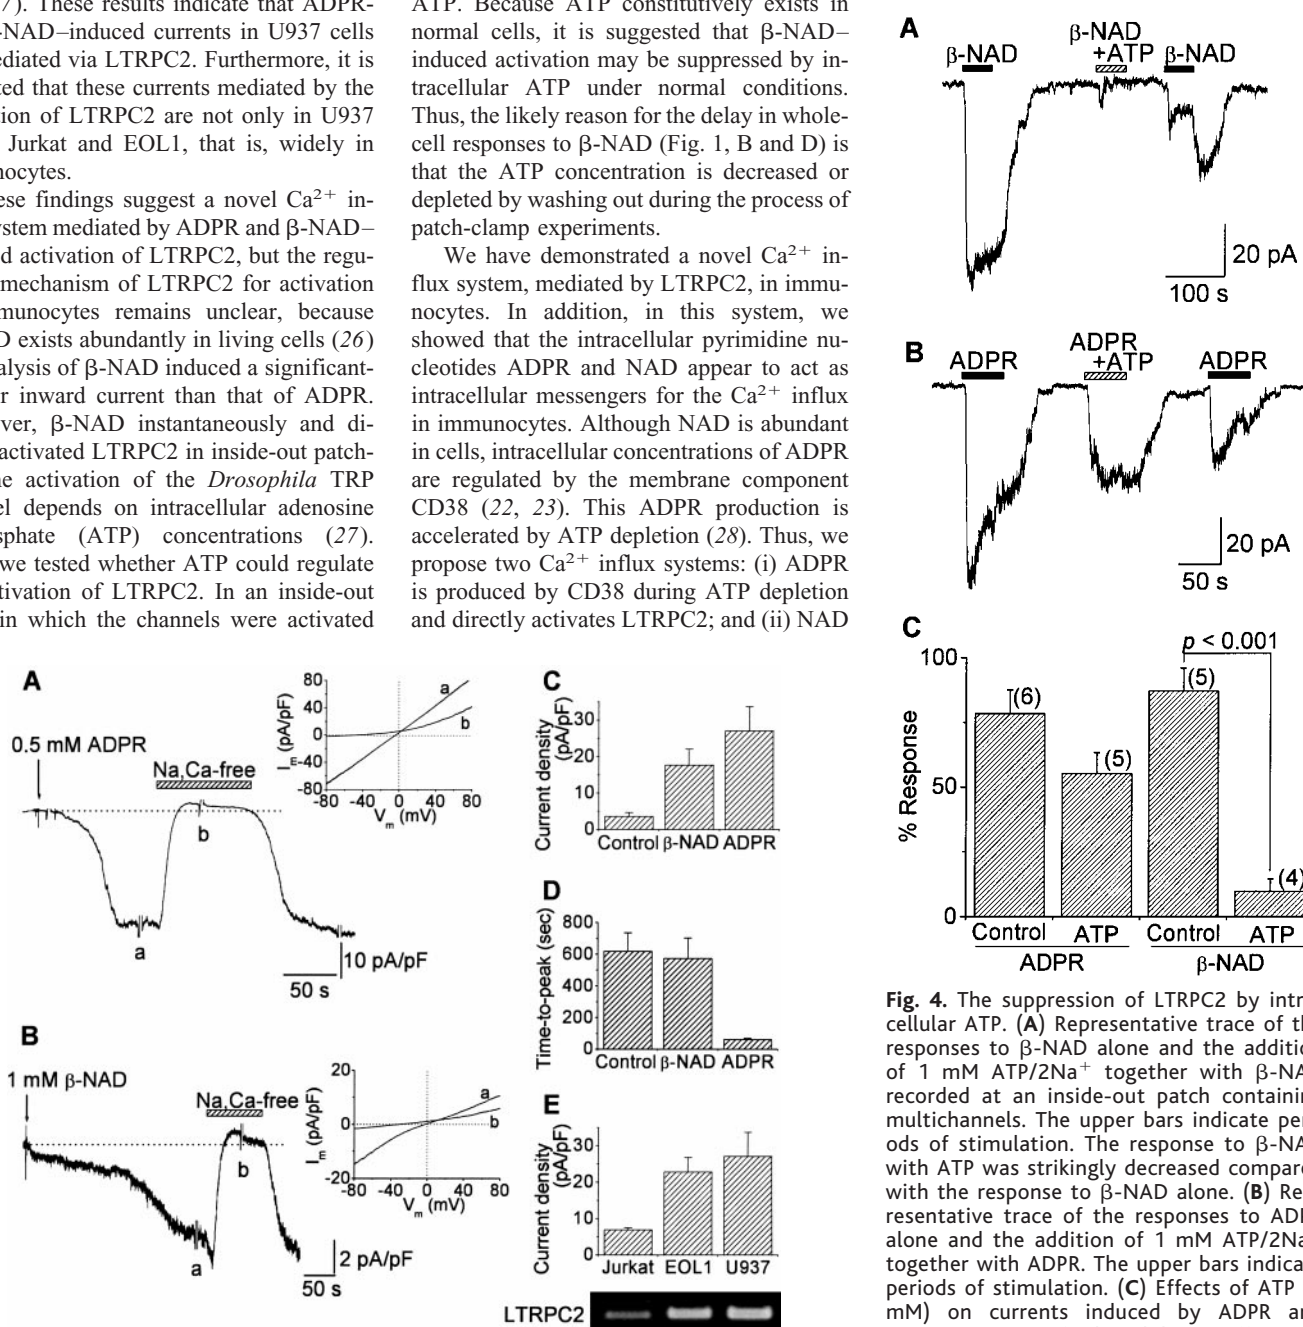 7). These results indicate that ADPR-
-NAD–induced currents in U937 cells
ediated via LTRPC2. Furthermore, it is
ted that these currents mediated by the
tion of LTRPC2 are not only in U937
Jurkat and EOL1, that is, widely in
nocytes.
ese findings suggest a novel Ca2+ in-
ystem mediated by ADPR and β-NAD–
d activation of LTRPC2, but the regu-
mechanism of LTRPC2 for activation
munocytes remains unclear, because
D exists abundantly in living cells (26)
alysis of β-NAD induced a significant-
r inward current than that of ADPR.
ver, β-NAD instantaneously and di-
activated LTRPC2 in inside-out patch-
ne activation of the Drosophila TRP
el depends on intracellular adenosine
sphate (ATP) concentrations (27).
we tested whether ATP could regulate
tivation of LTRPC2. In an inside-out
in which the channels were activated
ATP. Because ATP constitutively exists in
normal cells, it is suggested that β-NAD–
induced activation may be suppressed by in-
tracellular ATP under normal conditions.
Thus, the likely reason for the delay in whole-
cell responses to β-NAD (Fig. 1, B and D) is
that the ATP concentration is decreased or
depleted by washing out during the process of
patch-clamp experiments.
We have demonstrated a novel Ca2+ in-
flux system, mediated by LTRPC2, in immu-
nocytes. In addition, in this system, we
showed that the intracellular pyrimidine nu-
cleotides ADPR and NAD appear to act as
intracellular messengers for the Ca2+ influx
in immunocytes. Although NAD is abundant
in cells, intracellular concentrations of ADPR
are regulated by the membrane component
CD38 (22, 23). This ADPR production is
accelerated by ATP depletion (28). Thus, we
propose two Ca2+ influx systems: (i) ADPR
is produced by CD38 during ATP depletion
and directly activates LTRPC2; and (ii) NAD
A
0.5 mM ADPR
Na,Ca-free
b
a
10 pA/pF
50 s
80
40
0
-40
-80
Im (pA/pF)
a
b
-80 -40 0 40 80
Vm (mV)
B
1 mM β-NAD
Na,Ca-free
b
a
2 pA/pF
50 s
20
0
-20
Im (pA/pF)
a
b
-80 -40 0 40 80
Vm (mV)
C
Current density
(pA/pF)
30
20
10
0
Control β-NAD ADPR
D
Time-to-peak (sec)
800
600
400
200
0
Control β-NAD ADPR
E
Current density
(pA/pF)
30
20
10
0
Jurkat EOL1 U937
LTRPC2
A
β-NAD
β-NAD
+ATP
β-NAD
20 pA
100 s
B
ADPR
ADPR
+ATP
ADPR
20 pA
50 s
C
p < 0.001
100
50
0
% Response
(6)
(5)
(5)
(4)
Control ATP Control ATP
ADPR β-NAD
Fig. 4. The suppression of LTRPC2 by intr
cellular ATP. (A) Representative trace of th
responses to β-NAD alone and the additio
of 1 mM ATP/2Na+ together with β-NA
recorded at an inside-out patch containin
multichannels. The upper bars indicate per
ods of stimulation. The response to β-NA
with ATP was strikingly decreased compare
with the response to β-NAD alone. (B) Re
resentative trace of the responses to ADP
alone and the addition of 1 mM ATP/2Na
together with ADPR. The upper bars indica
periods of stimulation. (C) Effects of ATP
mM) on currents induced by ADPR an